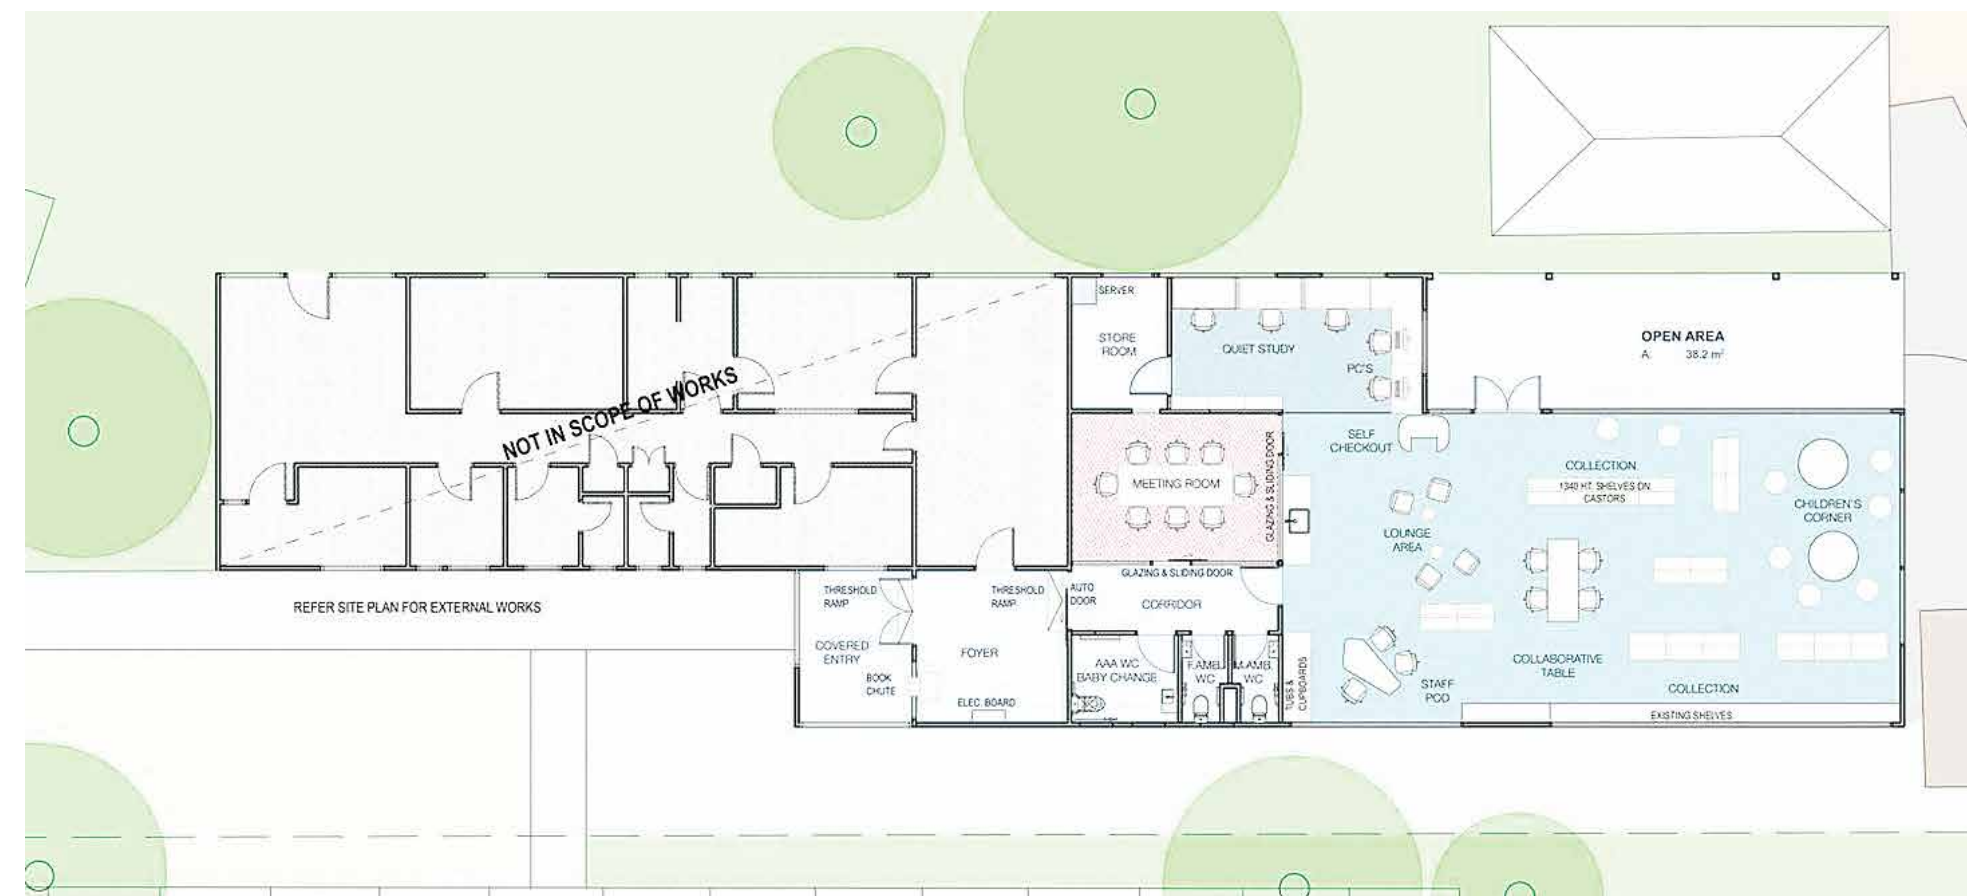 SERVER
STORE
ROOM
QUIET STUDY
PC'S
OPEN AREA
A. 38.2 m²
NOT IN SCOPE OF WORKS
SELF
CHECKOUT
GLAZING & SLIDING DOOR
MEETING ROOM
COLLECTION
1340 HT. SHELVES ON
CASTORS
CHILDREN'S
CORNER
LOUNGE
AREA
GLAZING & SLIDING DOOR
THRESHOLD
RAMP
THRESHOLD
RAMP
AUTO
DOOR
CORRIDOR
REFER SITE PLAN FOR EXTERNAL WORKS
COVERED
ENTRY
FOYER
BOOK
CHUTE
ELEC. BOARD
AAA WC
BABY CHANGE
F.AMB.
WC
M.AMB.
WC
TUBS &
CUPBOARDS
STAFF
POD
COLLABORATIVE
TABLE
COLLECTION
EXISTING SHELVES